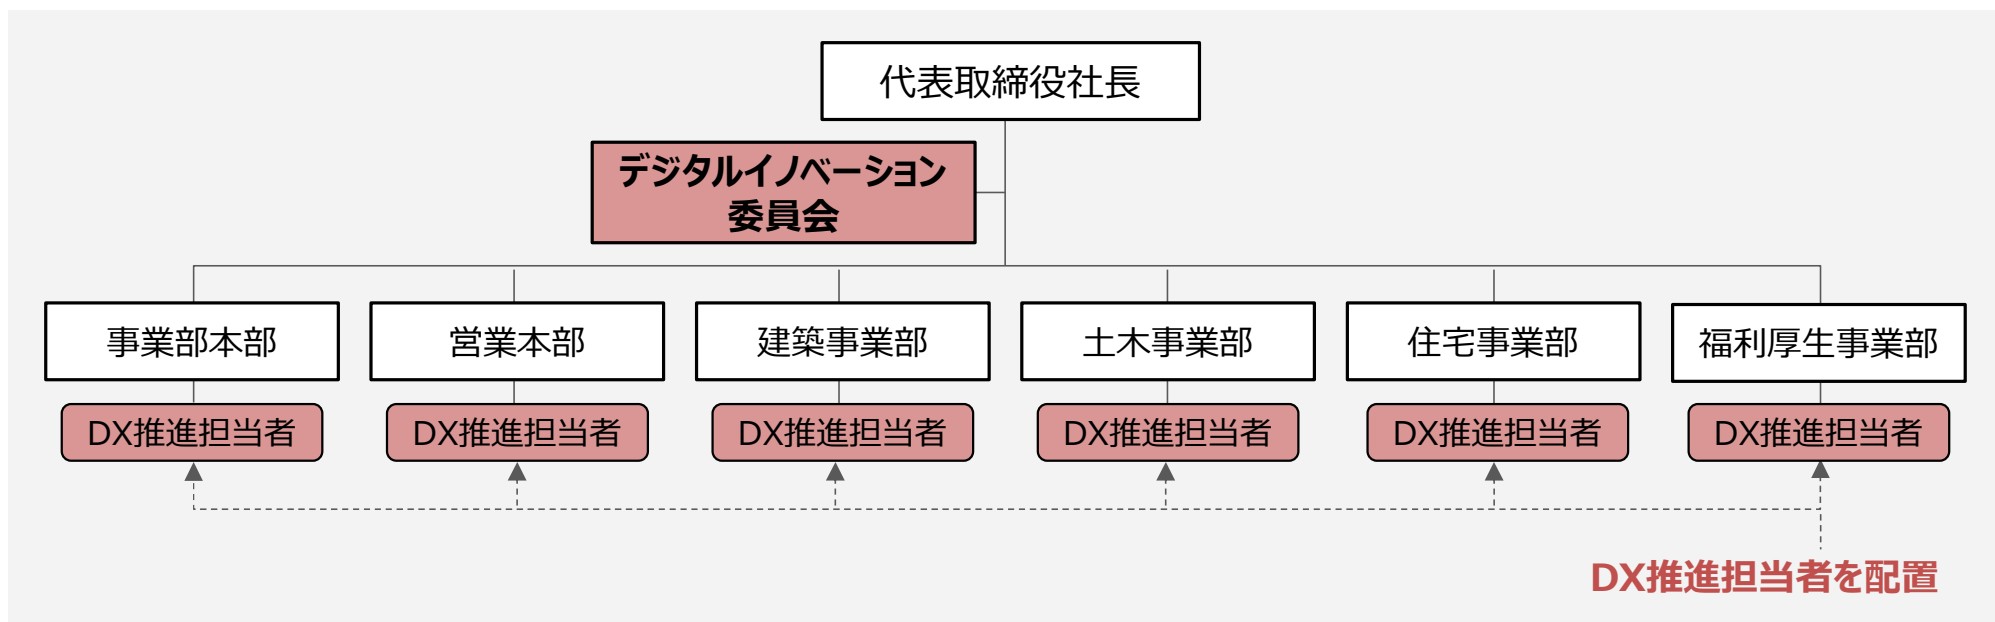 代表取締役社長
デジタルイノベーション
委員会
事業部本部
営業本部
建築事業部
土木事業部
住宅事業部
福利厚生事業部
DX推進担当者
DX推進担当者
DX推進担当者
DX推進担当者
DX推進担当者
DX推進担当者
DX推進担当者を配置